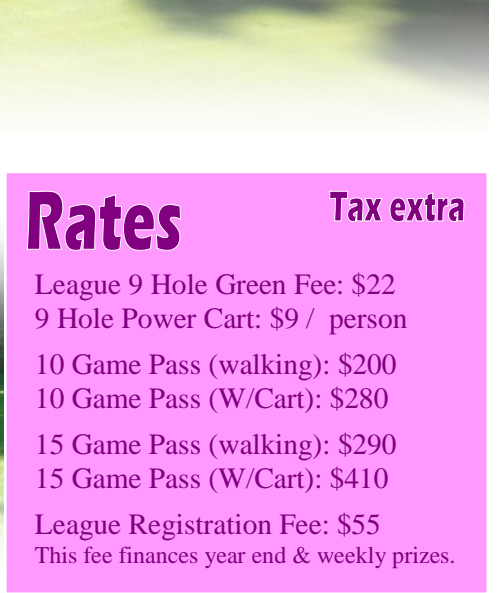 Rates
Tax extra
League 9 Hole Green Fee: $22
9 Hole Power Cart: $9 / person
10 Game Pass (walking): $200
10 Game Pass (W/Cart): $280
15 Game Pass (walking): $290
15 Game Pass (W/Cart): $410
League Registration Fee: $55
This fee finances year end & weekly prizes.